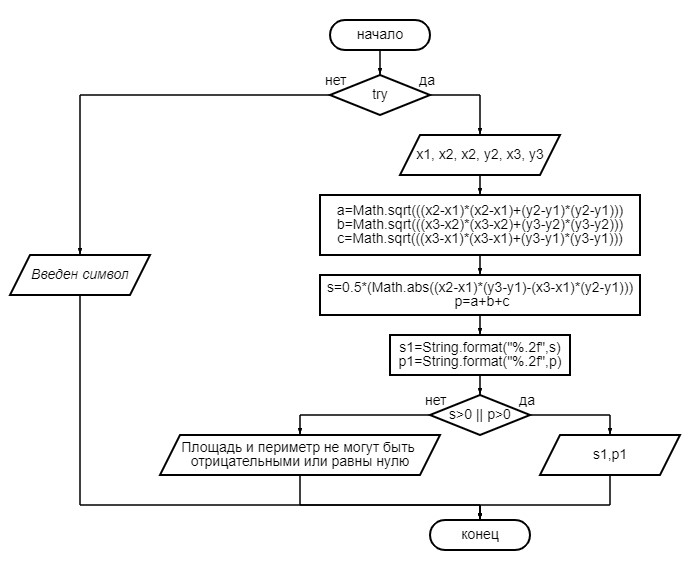 начало
нет
да
try
x1, x2, x2, y2, x3, y3
a=Math.sqrt(((x2-x1)*(x2-x1)+(y2-y1)*(y2-y1)))
b=Math.sqrt(((x3-x2)*(x3-x2)+(y3-y2)*(y3-y2)))
c=Math.sqrt(((x3-x1)*(x3-x1)+(y3-y1)*(y3-y1)))
Введен символ
s=0.5*(Math.abs((x2-x1)*(y3-y1)-(x3-x1)*(y2-y1)))
p=a+b+c
s1=String.format("%.2f",s)
p1=String.format("%.2f",p)
нет
да
s>0 || p>0
Площадь и периметр не могут быть
отрицательными или равны нулю
s1,p1
конец